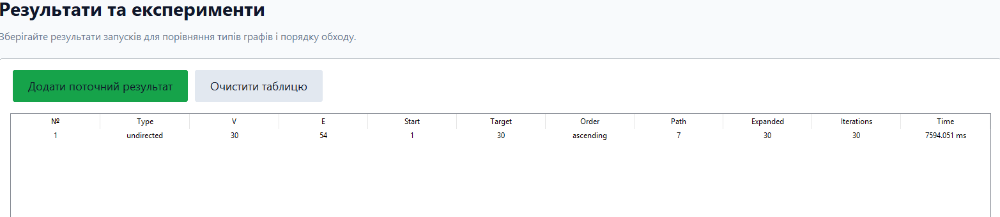 Результати та експерименти
Зберігайте результати запусків для порівняння типів графів і порядку обходу.
Додати поточний результат Очистити таблицю
№ Type V E Start Target Order Path Expanded Iterations Time
1 undirected 30 54 1 30 ascending 7 30 30 7594.051 ms